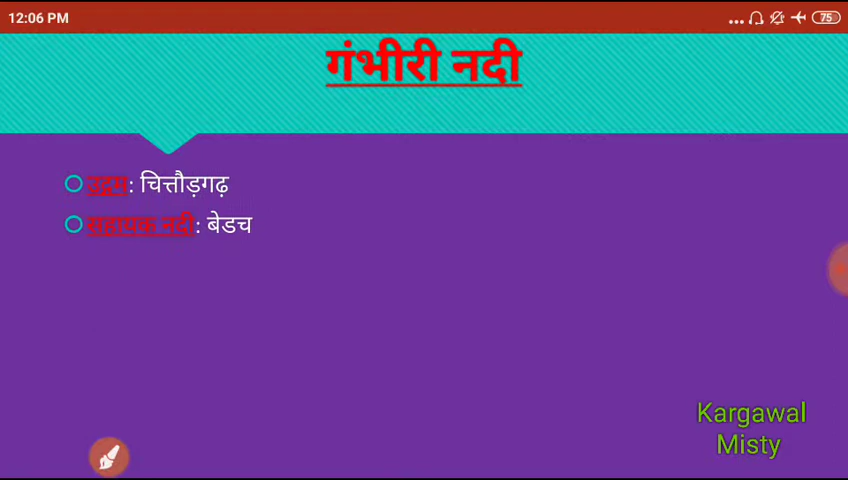 12:06 PM
75
गंभीरी नदी
उद्गम: चित्तौड़गढ़
सहायक नदी: बेडच
Kargawal
Misty